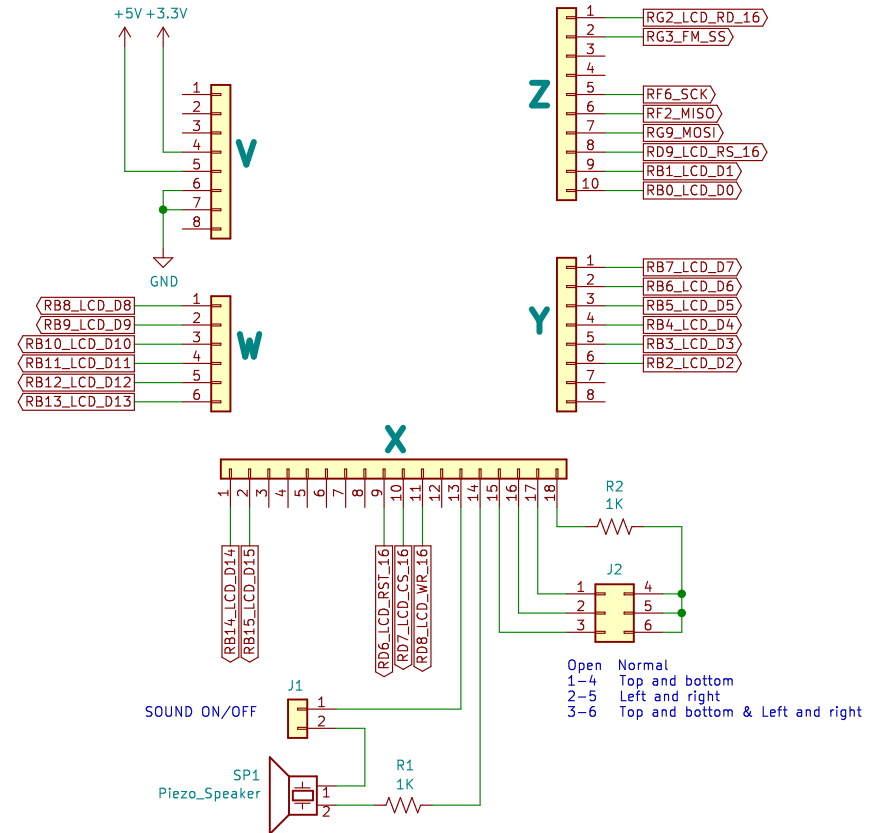 +5V +3.3V
1
2
3
4
5
6
7
8
V
GND
1 RG2_LCD_RD_16
2 RG3_FM_SS
3
4
5 RF6_SCK
6 RF2_MISO
7 RG9_MOSI
8 RD9_LCD_RS_16
9 RB1_LCD_D1
10 RB0_LCD_D0
Z
RB8_LCD_D8 1
RB9_LCD_D9 2
RB10_LCD_D10 3
RB11_LCD_D11 4
RB12_LCD_D12 5
RB13_LCD_D13 6
W
1 RB7_LCD_D7
2 RB6_LCD_D6
3 RB5_LCD_D5
4 RB4_LCD_D4
5 RB3_LCD_D3
6 RB2_LCD_D2
7
8
Y
X
1 2 3 4 5 6 7 8 9 10 11 12 13 14 15 16 17 18
RB14_LCD_D14
RB15_LCD_D15
RD6_LCD_RST_16
RD7_LCD_CS_16
RD8_LCD_WR_16
R2
1K
J2
1 4
2 5
3 6
Open Normal
1-4 Top and bottom
2-5 Left and right
3-6 Top and bottom & Left and right
J1
SOUND ON/OFF
1
2
SP1
Piezo_Speaker
1
2
R1
1K